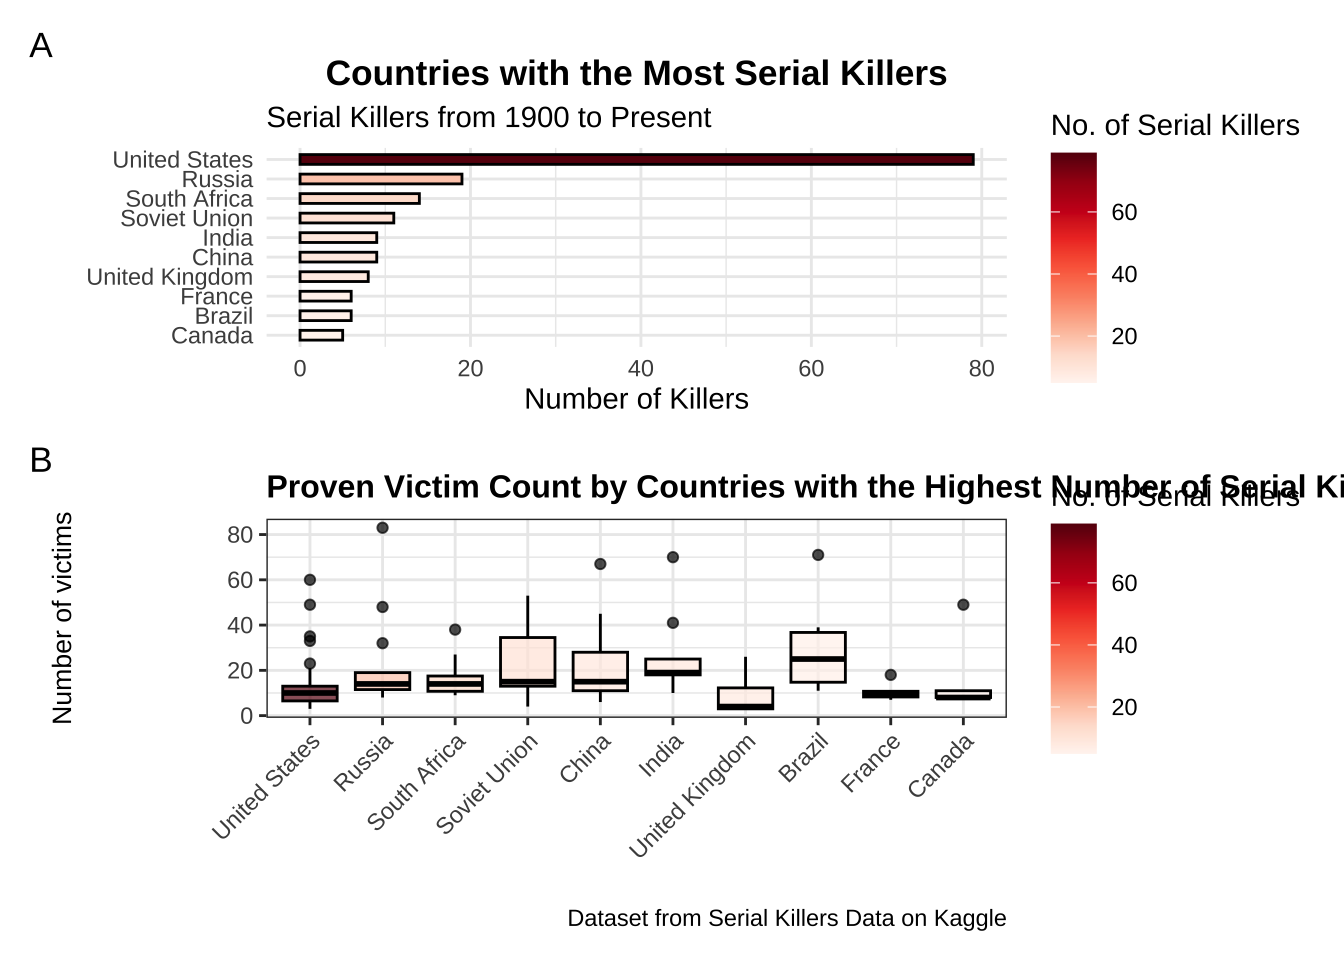 A
Countries with the Most Serial Killers
Serial Killers from 1900 to Present
United States
Russia
South Africa
Soviet Union
India
China
United Kingdom
France
Brazil
Canada
0 20 40 60 80
Number of Killers
No. of Serial Killers
60
40
20
B
Proven Victim Count by Countries with the Highest Number of Serial Ki
Number of victims
80
60
40
20
0
United States
Russia
South Africa
Soviet Union
China
India
United Kingdom
Brazil
France
Canada
No. of Serial Killers
60
40
20
Dataset from Serial Killers Data on Kaggle